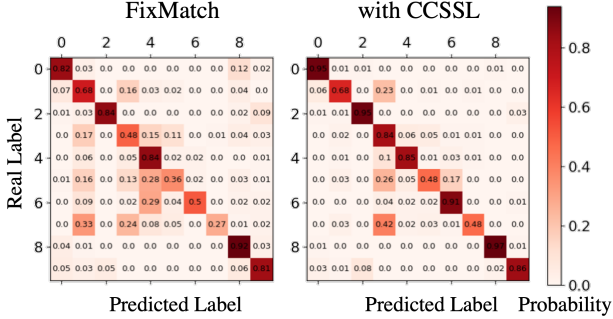 FixMatch with CCSSL
0 2 4 6 8 0 2 4 6 8
0 0.82 0.03 0.0 0.0 0.0 0.0 0.0 0.0 0.12 0.02 0.95 0.01 0.01 0.0 0.0 0.0 0.0 0.0 0.01 0.0
0.07 0.68 0.0 0.16 0.03 0.02 0.0 0.0 0.04 0.0 0.06 0.68 0.0 0.23 0.0 0.0 0.0 0.0 0.01 0.0
2 0.01 0.03 0.84 0.0 0.0 0.0 0.0 0.0 0.02 0.09 2 0.01 0.01 0.0 0.0 0.0 0.0 0.0 0.0 0.03
0.0 0.17 0.0 0.48 0.15 0.11 0.0 0.01 0.04 0.03 0.0 0.02 0.0 0.84 0.06 0.05 0.01 0.0 0.0 0.01
4 0.0 0.06 0.0 0.05 0.84 0.02 0.02 0.0 0.0 0.01 4 0.0 0.0 0.0 0.1 0.85 0.01 0.03 0.01 0.0 0.0
0.01 0.16 0.0 0.13 0.28 0.36 0.02 0.0 0.02 0.01 0.0 0.03 0.0 0.26 0.05 0.48 0.17 0.0 0.0 0.0
6 0.0 0.09 0.0 0.02 0.29 0.04 0.5 0.0 0.02 0.02 6 0.0 0.0 0.0 0.04 0.02 0.02 0.91 0.0 0.0 0.0
0.0 0.33 0.0 0.24 0.08 0.05 0.0 0.27 0.01 0.02 0.0 0.02 0.0 0.42 0.03 0.02 0.01 0.48 0.0 0.01
8 0.04 0.01 0.0 0.0 0.0 0.0 0.0 0.0 0.92 0.03 8 0.01 0.0 0.0 0.0 0.0 0.0 0.0 0.0 0.97 0.01
0.05 0.03 0.05 0.0 0.0 0.0 0.0 0.0 0.06 0.81 0.03 0.01 0.08 0.0 0.0 0.0 0.0 0.0 0.01 0.86
Real Label
0.8
0.6
0.4
0.2
0.0
Predicted Label Predicted Label Probability